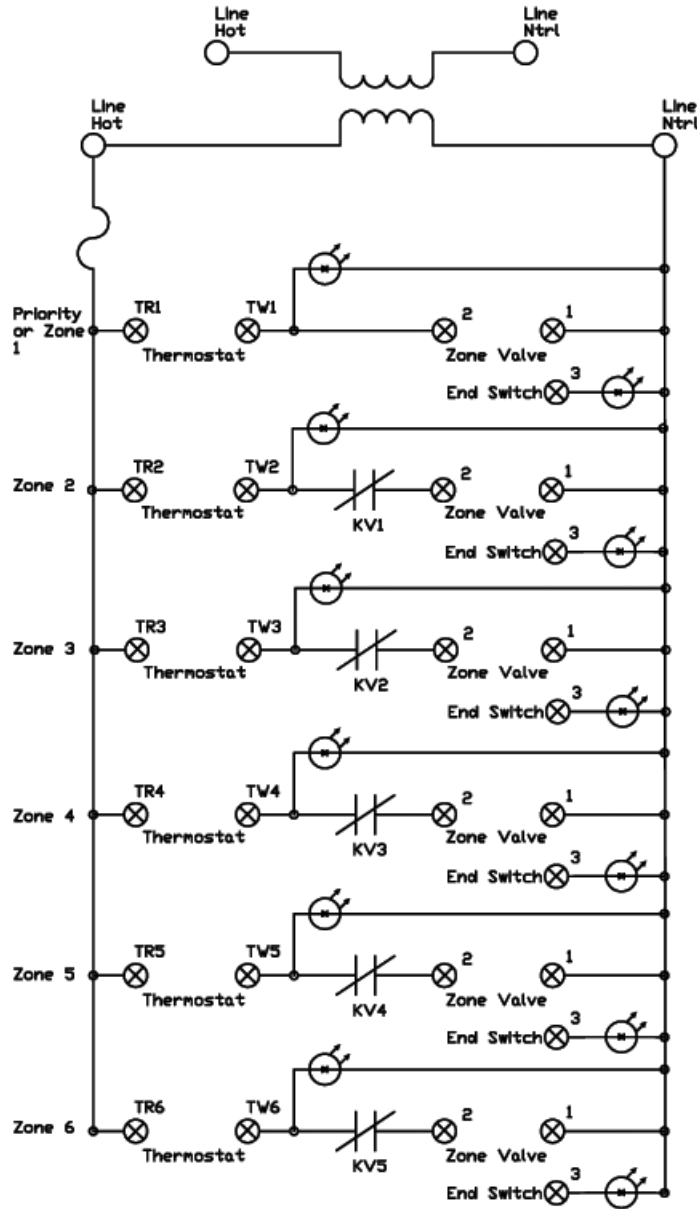 Line
Hot
Line
Ntrl
Line
Hot
Line
Ntrl
Priority
or Zone
1
TR1
TW1
2
1
Thermostat
Zone Valve
End Switch
3
Zone 2
TR2
TW2
2
1
Thermostat
KV1
Zone Valve
End Switch
3
Zone 3
TR3
TW3
2
1
Thermostat
KV2
Zone Valve
End Switch
3
Zone 4
TR4
TW4
2
1
Thermostat
KV3
Zone Valve
End Switch
3
Zone 5
TR5
TW5
2
1
Thermostat
KV4
Zone Valve
End Switch
3
Zone 6
TR6
TW6
2
1
Thermostat
KV5
Zone Valve
End Switch
3